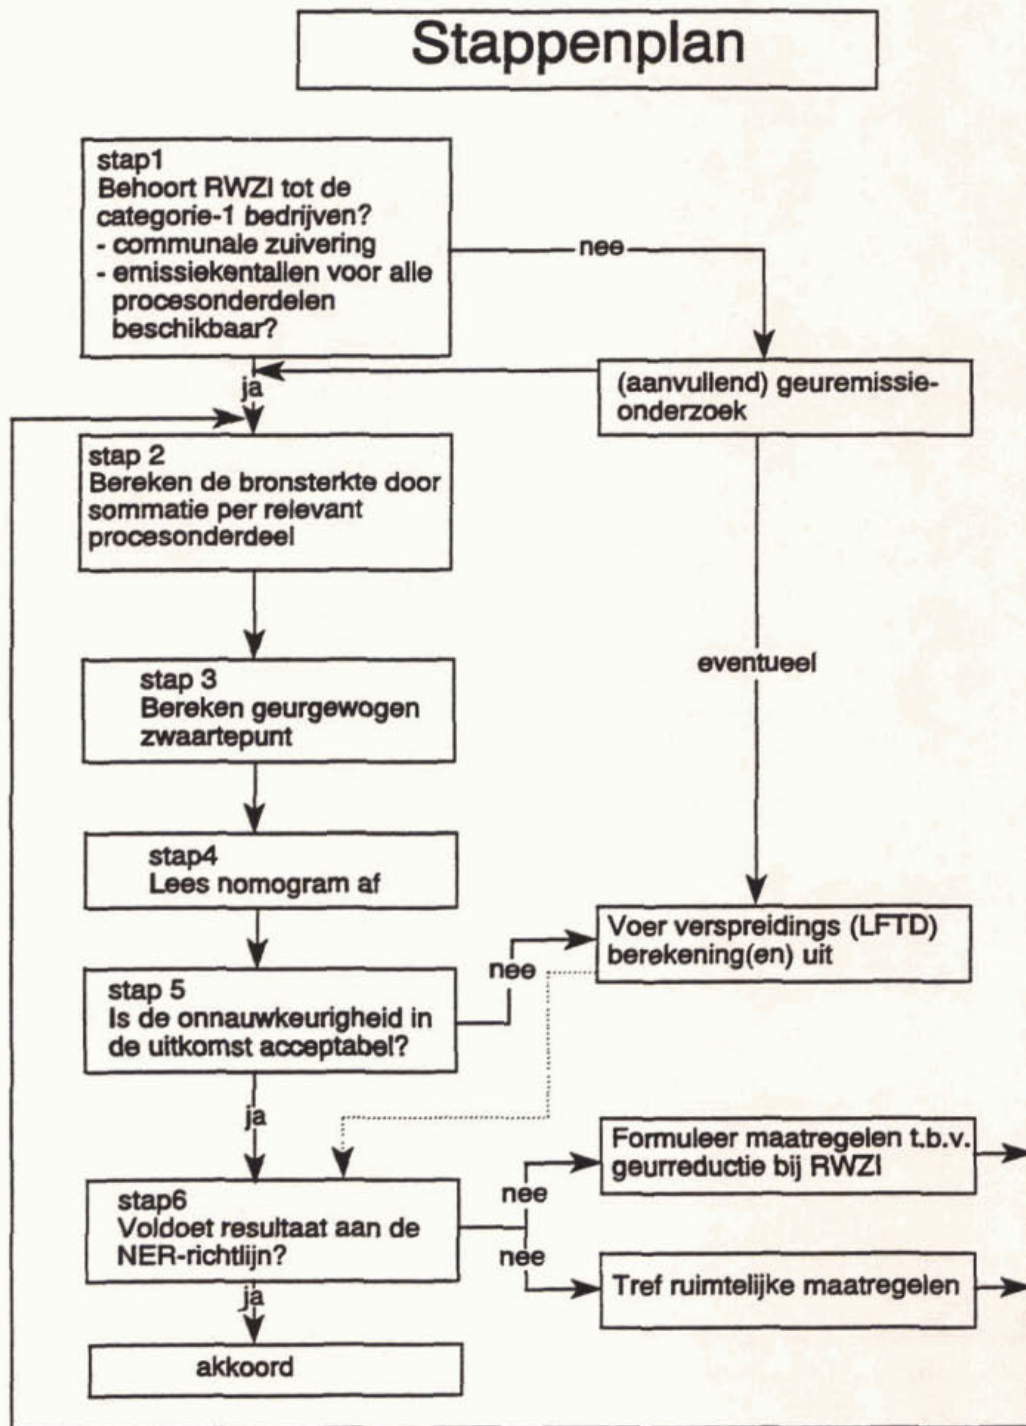 Stappenplan
stap1
Behoort RWZI tot de
categorie-1 bedrijven?
- communale zuivering
- emissiekentallen voor alle
procesonderdelen
beschikbaar?
nee
(aanvullend) geuremissie-
onderzoek
ja
stap 2
Bereken de bronsterkte door
sommatie per relevant
procesonderdeel
eventueel
stap 3
Bereken geurgewogen
zwaartepunt
stap4
Lees nomogram af
Voer verspreidings (LFTD)
berekening(en) uit
nee
stap 5
Is de onnauwkeurigheid in
de uitkomst acceptabel?
ja
Formuleer maatregelen t.b.v.
geurreductie bij RWZI
nee
stap6
Voldoet resultaat aan de
NER-richtlijn?
nee
Tref ruimtelijke maatregelen
ja
akkoord